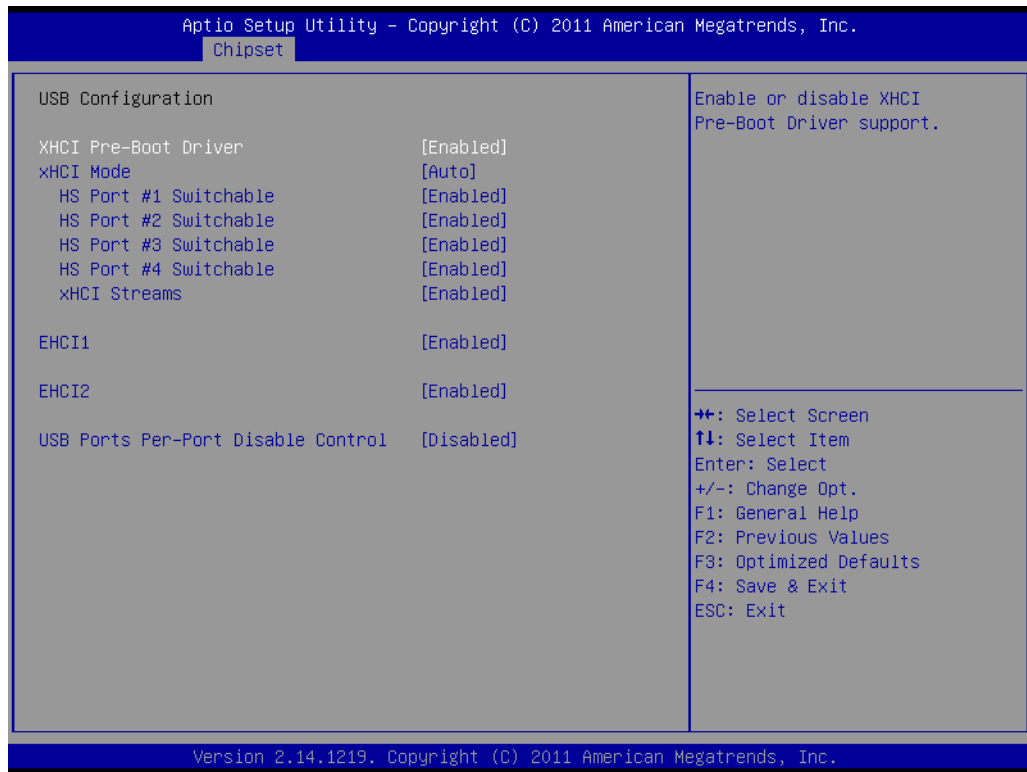 Aptio Setup Utility – Copyright (C) 2011 American Megatrends, Inc.
Chipset
USB Configuration
XHCI Pre-Boot Driver [Enabled]
xHCI Mode [Auto]
HS Port #1 Switchable [Enabled]
HS Port #2 Switchable [Enabled]
HS Port #3 Switchable [Enabled]
HS Port #4 Switchable [Enabled]
xHCI Streams [Enabled]
EHCI1 [Enabled]
EHCI2 [Enabled]
USB Ports Per-Port Disable Control [Disabled]
Enable or disable XHCI
Pre-Boot Driver support.
→←: Select Screen
↑↓: Select Item
Enter: Select
+/-: Change Opt.
F1: General Help
F2: Previous Values
F3: Optimized Defaults
F4: Save & Exit
ESC: Exit
Version 2.14.1219. Copyright (C) 2011 American Megatrends, Inc.